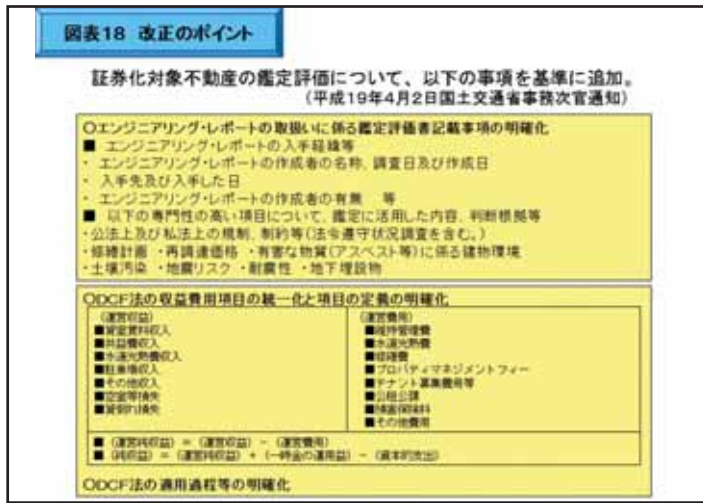 図表18 改正のポイント
証券化対象不動産の鑑定評価について、以下の事項を基準に追加。
(平成19年4月2日国土交通省事務次官通知)
〇エンジニアリング・レポートの取扱いに係る鑑定評価書記載事項の明確化
■ エンジニアリング・レポートの入手経緯等
・ エンジニアリング・レポートの作成者の名称、調査日及び作成日
・ 入手先及び入手した日
・ エンジニアリング・レポートの作成者の有無 等
■ 以下の専門性の高い項目について、鑑定に活用した内容、判断根拠等
・公法上及び私法上の規制、制約等(法令遵守状況調査を含む。)
・修繕計画 ・再調達価格 ・有害な物質(アスベスト等)に係る建物環境
・土壌汚染 ・地震リスク ・耐震性 ・地下埋設物
〇DCF法の収益費用項目の統一化と項目の定義の明確化
(運営収益)
■貸室賃料収入
■共益費収入
■水道光熱費収入
■駐車場収入
■その他収入
■空室等損失
■貸倒れ損失
(運営費用)
■維持管理費
■水道光熱費
■修繕費
■プロパティマネジメントフィー
■テナント募集費用等
■公租公課
■損害保険料
■その他費用
■ (運営純収益) = (運営収益) - (運営費用)
■ (純収益) = (運営純収益) + (一時金の運用益) - (資本的支出)
〇DCF法の適用過程等の明確化